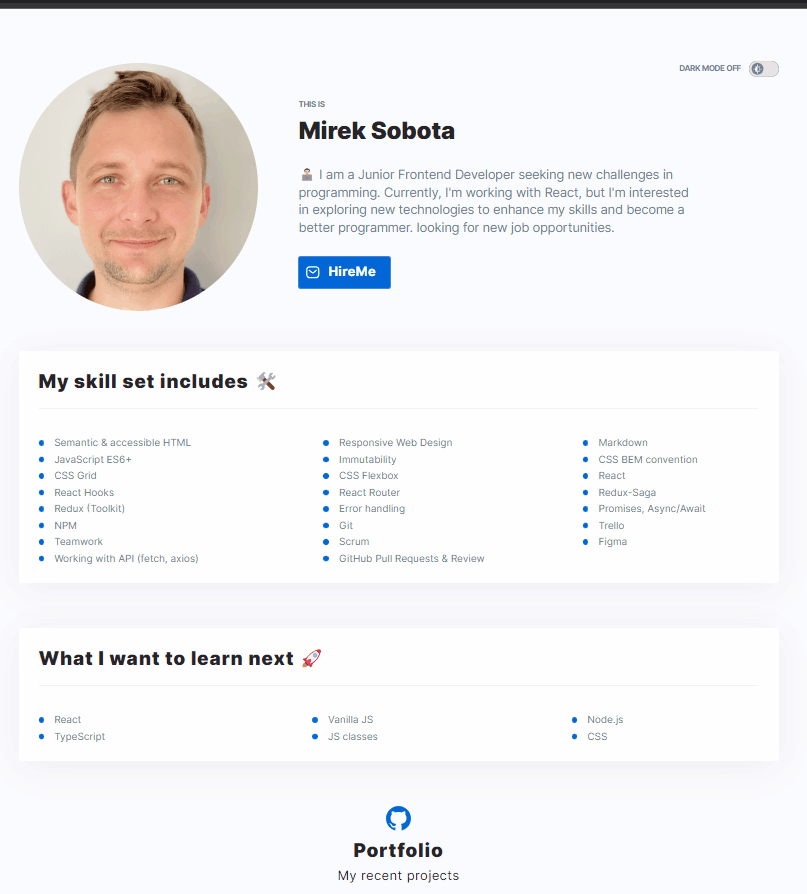 DARK MODE OFF
THIS IS
Mirek Sobota
I am a Junior Frontend Developer seeking new challenges in
programming. Currently, I'm working with React, but I'm interested
in exploring new technologies to enhance my skills and become a
better programmer. looking for new job opportunities.
HireMe
My skill set includes
Semantic & accessible HTML
JavaScript ES6+
CSS Grid
React Hooks
Redux (Toolkit)
NPM
Teamwork
Working with API (fetch, axios)
Responsive Web Design
Immutability
CSS Flexbox
React Router
Error handling
Git
Scrum
GitHub Pull Requests & Review
Markdown
CSS BEM convention
React
Redux-Saga
Promises, Async/Await
Trello
Figma
What I want to learn next
React
TypeScript
Vanilla JS
JS classes
Node.js
CSS
Portfolio
My recent projects